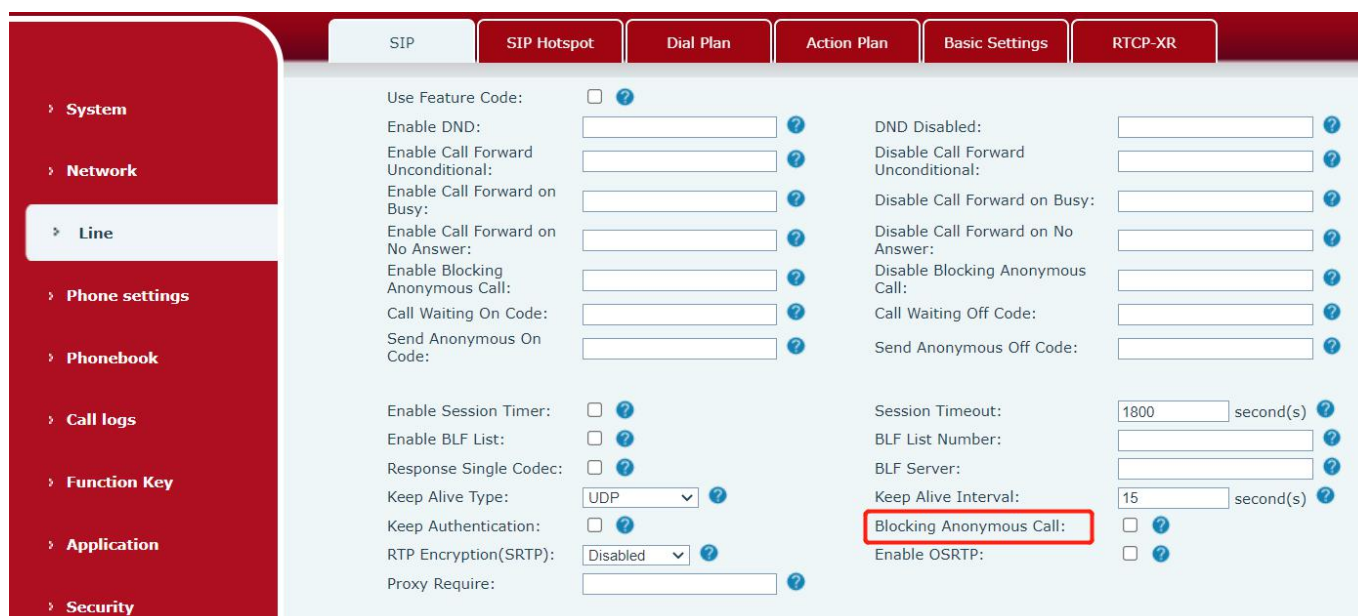 SIP SIP Hotspot Dial Plan Action Plan Basic Settings RTCP-XR
› System
› Network
› Line
› Phone settings
› Phonebook
› Call logs
› Function Key
› Application
› Security
Use Feature Code: ?
Enable DND: ? DND Disabled: ?
Enable Call Forward
Unconditional: ?
Disable Call Forward
Unconditional: ?
Enable Call Forward on
Busy: ?
Disable Call Forward on Busy: ?
Enable Call Forward on
No Answer: ?
Disable Call Forward on No
Answer: ?
Enable Blocking
Anonymous Call: ?
Disable Blocking Anonymous
Call: ?
Call Waiting On Code: ? Call Waiting Off Code: ?
Send Anonymous On
Code: ?
Send Anonymous Off Code: ?
Enable Session Timer: ? Session Timeout: 1800 second(s) ?
Enable BLF List: ? BLF List Number: ?
Response Single Codec: ? BLF Server: ?
Keep Alive Type: UDP ? Keep Alive Interval: 15 second(s) ?
Keep Authentication: ? Blocking Anonymous Call: ?
RTP Encryption(SRTP): Disabled ? Enable OSRTP: ?
Proxy Require: ?